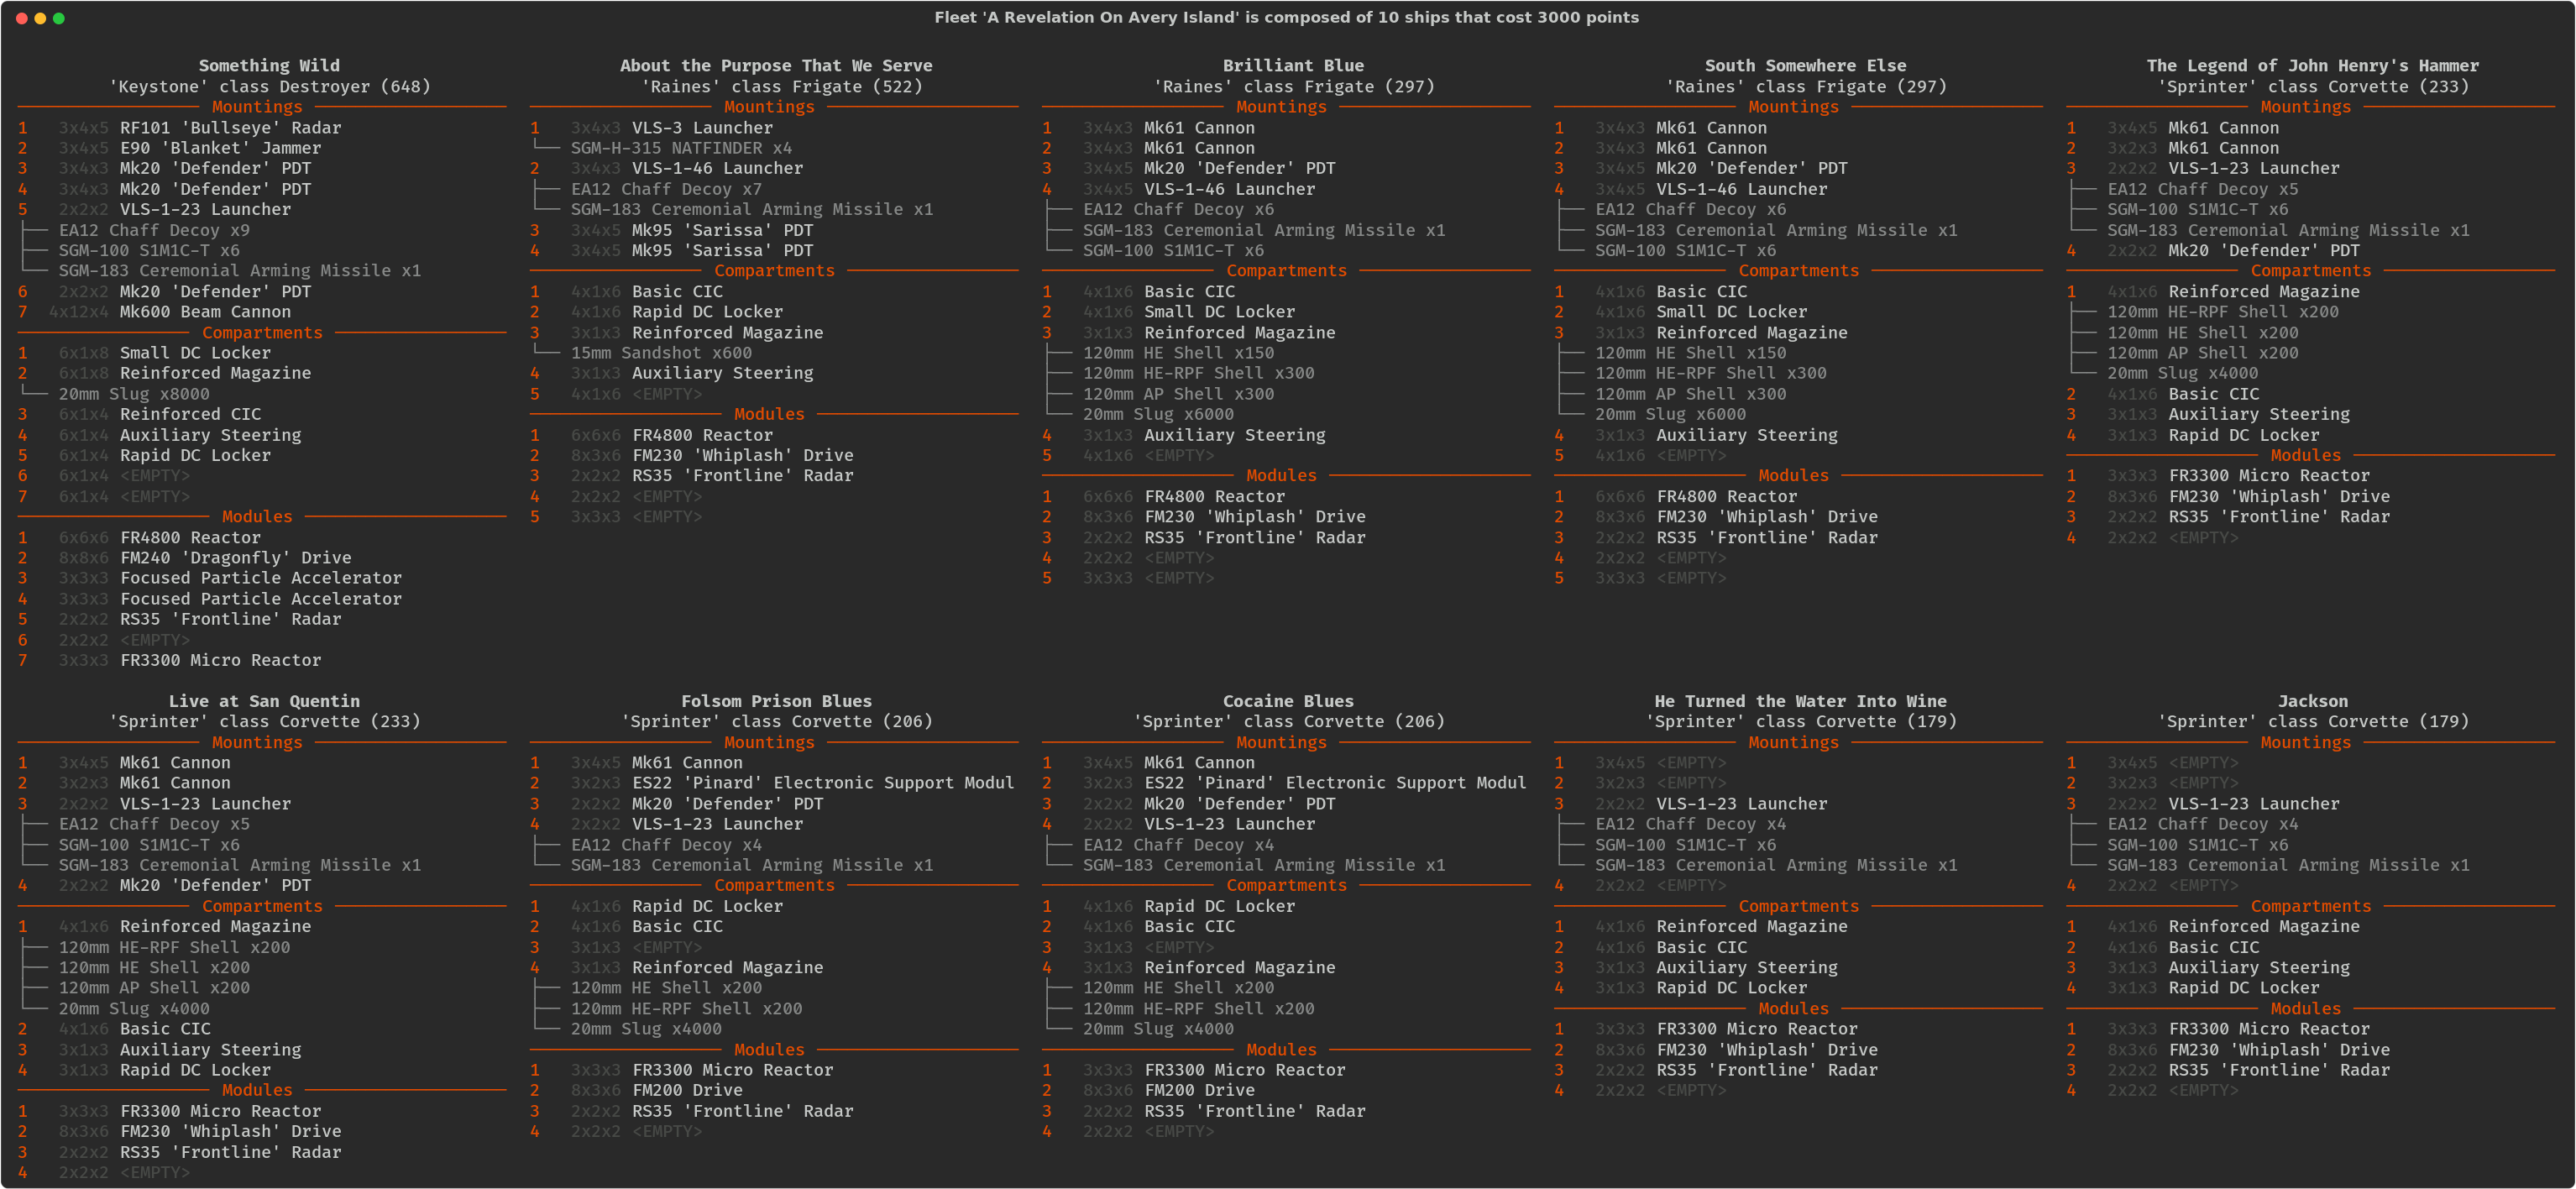 Fleet 'A Revelation On Avery Island' is composed of 10 ships that cost 3000 points
Something Wild
'Keystone' class Destroyer (648)
Mountings
1 3x4x5 RF101 'Bullseye' Radar
2 3x4x5 E90 'Blanket' Jammer
3 3x4x3 Mk20 'Defender' PDT
4 3x4x3 Mk20 'Defender' PDT
5 2x2x2 VLS-1-23 Launcher
EA12 Chaff Decoy x9
SGM-100 S1M1C-T x6
SGM-183 Ceremonial Arming Missile x1
6 2x2x2 Mk20 'Defender' PDT
7 4x12x4 Mk600 Beam Cannon
Compartments
1 6x1x8 Small DC Locker
2 6x1x8 Reinforced Magazine
20mm Slug x8000
3 6x1x4 Reinforced CIC
4 6x1x4 Auxiliary Steering
5 6x1x4 Rapid DC Locker
6 6x1x4 <EMPTY>
7 6x1x4 <EMPTY>
Modules
1 6x6x6 FR4800 Reactor
2 8x8x6 FM240 'Dragonfly' Drive
3 3x3x3 Focused Particle Accelerator
4 3x3x3 Focused Particle Accelerator
5 2x2x2 RS35 'Frontline' Radar
6 2x2x2 <EMPTY>
7 3x3x3 FR3300 Micro Reactor
About the Purpose That We Serve
'Raines' class Frigate (522)
Mountings
1 3x4x3 VLS-3 Launcher
SGM-H-315 NATFINDER x4
2 3x4x3 VLS-1-46 Launcher
EA12 Chaff Decoy x7
SGM-183 Ceremonial Arming Missile x1
3 3x4x5 Mk95 'Sarissa' PDT
4 3x4x5 Mk95 'Sarissa' PDT
Compartments
1 4x1x6 Basic CIC
2 4x1x6 Rapid DC Locker
3 3x1x3 Reinforced Magazine
15mm Sandshot x600
4 3x1x3 Auxiliary Steering
5 4x1x6 <EMPTY>
Modules
1 6x6x6 FR4800 Reactor
2 8x3x6 FM230 'Whiplash' Drive
3 2x2x2 RS35 'Frontline' Radar
4 2x2x2 <EMPTY>
5 3x3x3 <EMPTY>
Brilliant Blue
'Raines' class Frigate (297)
Mountings
1 3x4x3 Mk61 Cannon
2 3x4x3 Mk61 Cannon
3 3x4x5 Mk20 'Defender' PDT
4 3x4x5 VLS-1-46 Launcher
EA12 Chaff Decoy x6
SGM-183 Ceremonial Arming Missile x1
SGM-100 S1M1C-T x6
Compartments
1 4x1x6 Basic CIC
2 4x1x6 Small DC Locker
3 3x1x3 Reinforced Magazine
120mm HE Shell x150
120mm HE-RPF Shell x300
120mm AP Shell x300
20mm Slug x6000
4 3x1x3 Auxiliary Steering
5 4x1x6 <EMPTY>
Modules
1 6x6x6 FR4800 Reactor
2 8x3x6 FM230 'Whiplash' Drive
3 2x2x2 RS35 'Frontline' Radar
4 2x2x2 <EMPTY>
5 3x3x3 <EMPTY>
South Somewhere Else
'Raines' class Frigate (297)
Mountings
1 3x4x3 Mk61 Cannon
2 3x4x3 Mk61 Cannon
3 3x4x5 Mk20 'Defender' PDT
4 3x4x5 VLS-1-46 Launcher
EA12 Chaff Decoy x6
SGM-183 Ceremonial Arming Missile x1
SGM-100 S1M1C-T x6
Compartments
1 4x1x6 Basic CIC
2 4x1x6 Small DC Locker
3 3x1x3 Reinforced Magazine
120mm HE Shell x150
120mm HE-RPF Shell x300
120mm AP Shell x300
20mm Slug x6000
4 3x1x3 Auxiliary Steering
5 4x1x6 <EMPTY>
Modules
1 6x6x6 FR4800 Reactor
2 8x3x6 FM230 'Whiplash' Drive
3 2x2x2 RS35 'Frontline' Radar
4 2x2x2 <EMPTY>
5 3x3x3 <EMPTY>
The Legend of John Henry's Hammer
'Sprinter' class Corvette (233)
Mountings
1 3x4x5 Mk61 Cannon
2 3x2x3 Mk61 Cannon
3 2x2x2 VLS-1-23 Launcher
EA12 Chaff Decoy x5
SGM-100 S1M1C-T x6
SGM-183 Ceremonial Arming Missile x1
4 2x2x2 Mk20 'Defender' PDT
Compartments
1 4x1x6 Reinforced Magazine
120mm HE-RPF Shell x200
120mm HE Shell x200
120mm AP Shell x200
20mm Slug x4000
2 4x1x6 Basic CIC
3 3x1x3 Auxiliary Steering
4 3x1x3 Rapid DC Locker
Modules
1 3x3x3 FR3300 Micro Reactor
2 8x3x6 FM230 'Whiplash' Drive
3 2x2x2 RS35 'Frontline' Radar
4 2x2x2 <EMPTY>
Live at San Quentin
'Sprinter' class Corvette (233)
Mountings
1 3x4x5 Mk61 Cannon
2 3x2x3 Mk61 Cannon
3 2x2x2 VLS-1-23 Launcher
EA12 Chaff Decoy x5
SGM-100 S1M1C-T x6
SGM-183 Ceremonial Arming Missile x1
4 2x2x2 Mk20 'Defender' PDT
Compartments
1 4x1x6 Reinforced Magazine
120mm HE-RPF Shell x200
120mm HE Shell x200
120mm AP Shell x200
20mm Slug x4000
2 4x1x6 Basic CIC
3 3x1x3 Auxiliary Steering
4 3x1x3 Rapid DC Locker
Modules
1 3x3x3 FR3300 Micro Reactor
2 8x3x6 FM230 'Whiplash' Drive
3 2x2x2 RS35 'Frontline' Radar
4 2x2x2 <EMPTY>
Folsom Prison Blues
'Sprinter' class Corvette (206)
Mountings
1 3x4x5 Mk61 Cannon
2 3x2x3 ES22 'Pinard' Electronic Support Modul
3 2x2x2 Mk20 'Defender' PDT
4 2x2x2 VLS-1-23 Launcher
EA12 Chaff Decoy x4
SGM-183 Ceremonial Arming Missile x1
Compartments
1 4x1x6 Rapid DC Locker
2 4x1x6 Basic CIC
3 3x1x3 <EMPTY>
4 3x1x3 Reinforced Magazine
120mm HE Shell x200
120mm HE-RPF Shell x200
20mm Slug x4000
Modules
1 3x3x3 FR3300 Micro Reactor
2 8x3x6 FM200 Drive
3 2x2x2 RS35 'Frontline' Radar
4 2x2x2 <EMPTY>
Cocaine Blues
'Sprinter' class Corvette (206)
Mountings
1 3x4x5 Mk61 Cannon
2 3x2x3 ES22 'Pinard' Electronic Support Modul
3 2x2x2 Mk20 'Defender' PDT
4 2x2x2 VLS-1-23 Launcher
EA12 Chaff Decoy x4
SGM-183 Ceremonial Arming Missile x1
Compartments
1 4x1x6 Rapid DC Locker
2 4x1x6 Basic CIC
3 3x1x3 <EMPTY>
4 3x1x3 Reinforced Magazine
120mm HE Shell x200
120mm HE-RPF Shell x200
20mm Slug x4000
Modules
1 3x3x3 FR3300 Micro Reactor
2 8x3x6 FM200 Drive
3 2x2x2 RS35 'Frontline' Radar
4 2x2x2 <EMPTY>
He Turned the Water Into Wine
'Sprinter' class Corvette (179)
Mountings
1 3x4x5 <EMPTY>
2 3x2x3 <EMPTY>
3 2x2x2 VLS-1-23 Launcher
EA12 Chaff Decoy x4
SGM-100 S1M1C-T x6
SGM-183 Ceremonial Arming Missile x1
4 2x2x2 <EMPTY>
Compartments
1 4x1x6 Reinforced Magazine
2 4x1x6 Basic CIC
3 3x1x3 Auxiliary Steering
4 3x1x3 Rapid DC Locker
Modules
1 3x3x3 FR3300 Micro Reactor
2 8x3x6 FM230 'Whiplash' Drive
3 2x2x2 RS35 'Frontline' Radar
4 2x2x2 <EMPTY>
Jackson
'Sprinter' class Corvette (179)
Mountings
1 3x4x5 <EMPTY>
2 3x2x3 <EMPTY>
3 2x2x2 VLS-1-23 Launcher
EA12 Chaff Decoy x4
SGM-100 S1M1C-T x6
SGM-183 Ceremonial Arming Missile x1
4 2x2x2 <EMPTY>
Compartments
1 4x1x6 Reinforced Magazine
2 4x1x6 Basic CIC
3 3x1x3 Auxiliary Steering
4 3x1x3 Rapid DC Locker
Modules
1 3x3x3 FR3300 Micro Reactor
2 8x3x6 FM230 'Whiplash' Drive
3 2x2x2 RS35 'Frontline' Radar
4 2x2x2 <EMPTY>